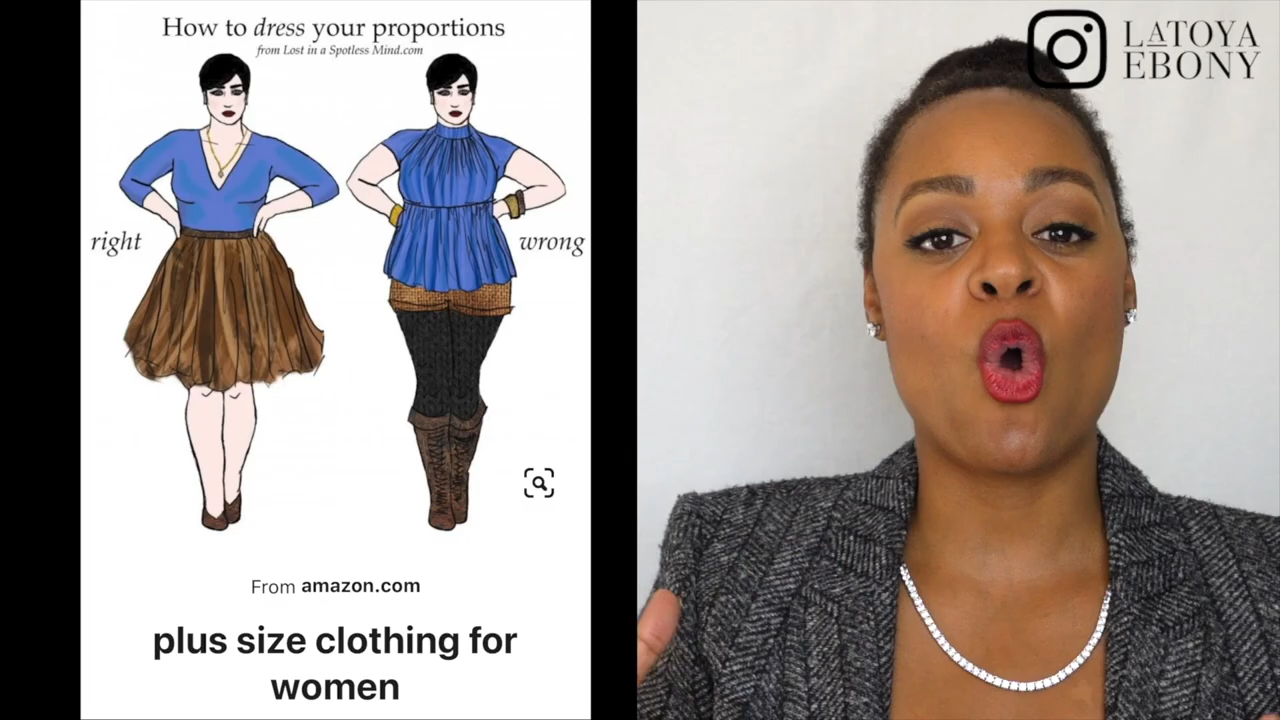 How to dress your proportions
from Lost in a Spotless Mind.com
right
wrong
From amazon.com
plus size clothing for
women
LATOYA
EBONY